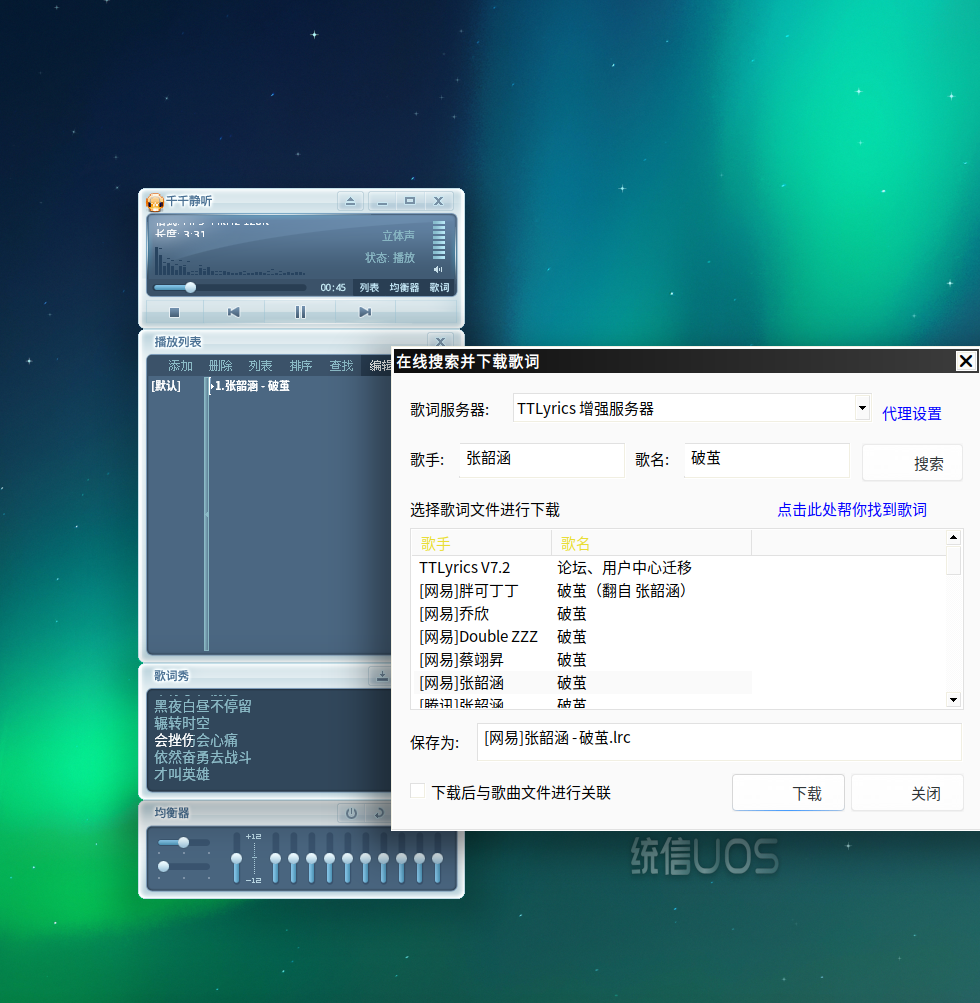 千千静听
长度: 3:31
立体声
状态: 播放
00:45 列表 均衡器 歌词
播放列表
添加 删除 列表 排序 查找 编辑
[默认]
1.张韶涵 - 破茧
歌词秀
黑夜白昼不停留
辗转时空
会挫伤会心痛
依然奋勇去战斗
才叫英雄
均衡器
+12
-12
在线搜索并下载歌词
歌词服务器: TTLyrics 增强服务器 代理设置
歌手: 张韶涵 歌名: 破茧 搜索
选择歌词文件进行下载 点击此处帮你找到歌词
歌手 歌名
TTLyrics V7.2 论坛、用户中心迁移
[网易]胖可丁丁 破茧（翻自 张韶涵）
[网易]乔欣 破茧
[网易]Double ZZZ 破茧
[网易]蔡翊昇 破茧
[网易]张韶涵 破茧
[腾讯]张韶涵 破茧
保存为: [网易]张韶涵 - 破茧.lrc
下载后与歌曲文件进行关联 下载 关闭
统信UOS